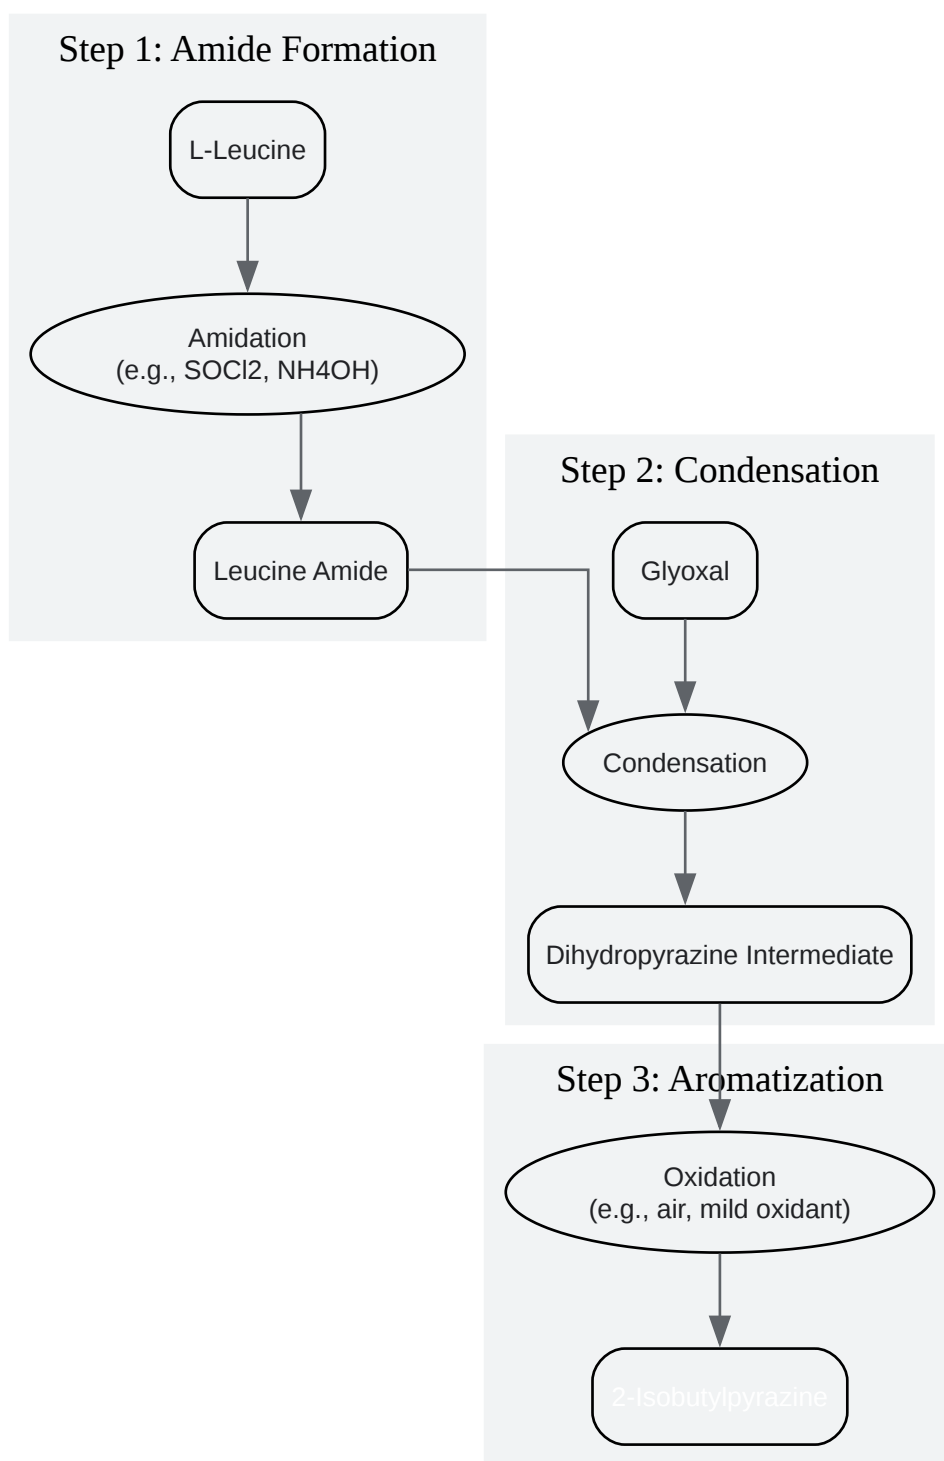 Step 1: Amide Formation
L-Leucine
Amidation
(e.g., SOCl2, NH4OH)
Leucine Amide
Step 2: Condensation
Glyoxal
Condensation
Dihydropyrazine Intermediate
Step 3: Aromatization
Oxidation
(e.g., air, mild oxidant)
2-Isobutylpyrazine